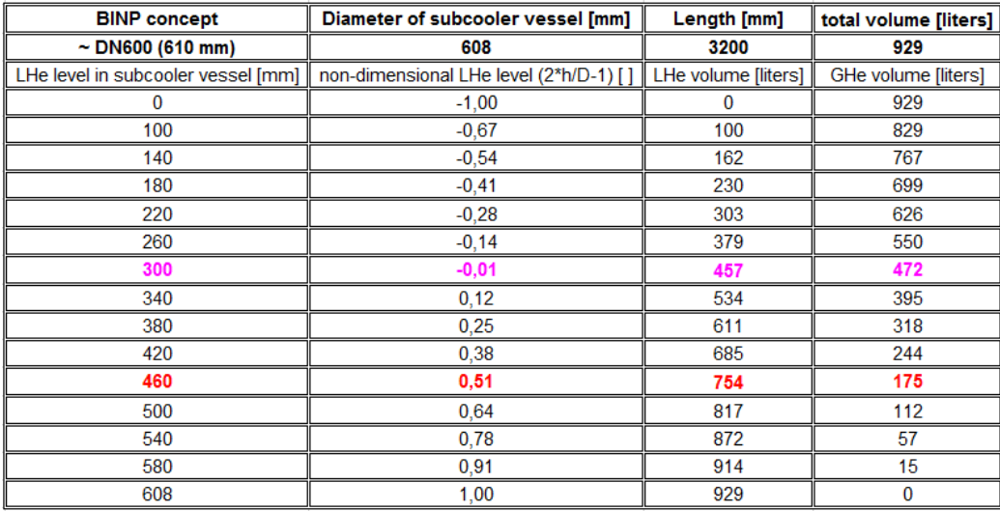 BINP concept Diameter of subcooler vessel [mm] Length [mm] total volume [liters]
~ DN600 (610 mm) 608 3200 929
LHe level in subcooler vessel [mm] non-dimensional LHe level (2*h/D-1) [ ] LHe volume [liters] GHe volume [liters]
0 -1,00 0 929
100 -0,67 100 829
140 -0,54 162 767
180 -0,41 230 699
220 -0,28 303 626
260 -0,14 379 550
300 -0,01 457 472
340 0,12 534 395
380 0,25 611 318
420 0,38 685 244
460 0,51 754 175
500 0,64 817 112
540 0,78 872 57
580 0,91 914 15
608 1,00 929 0